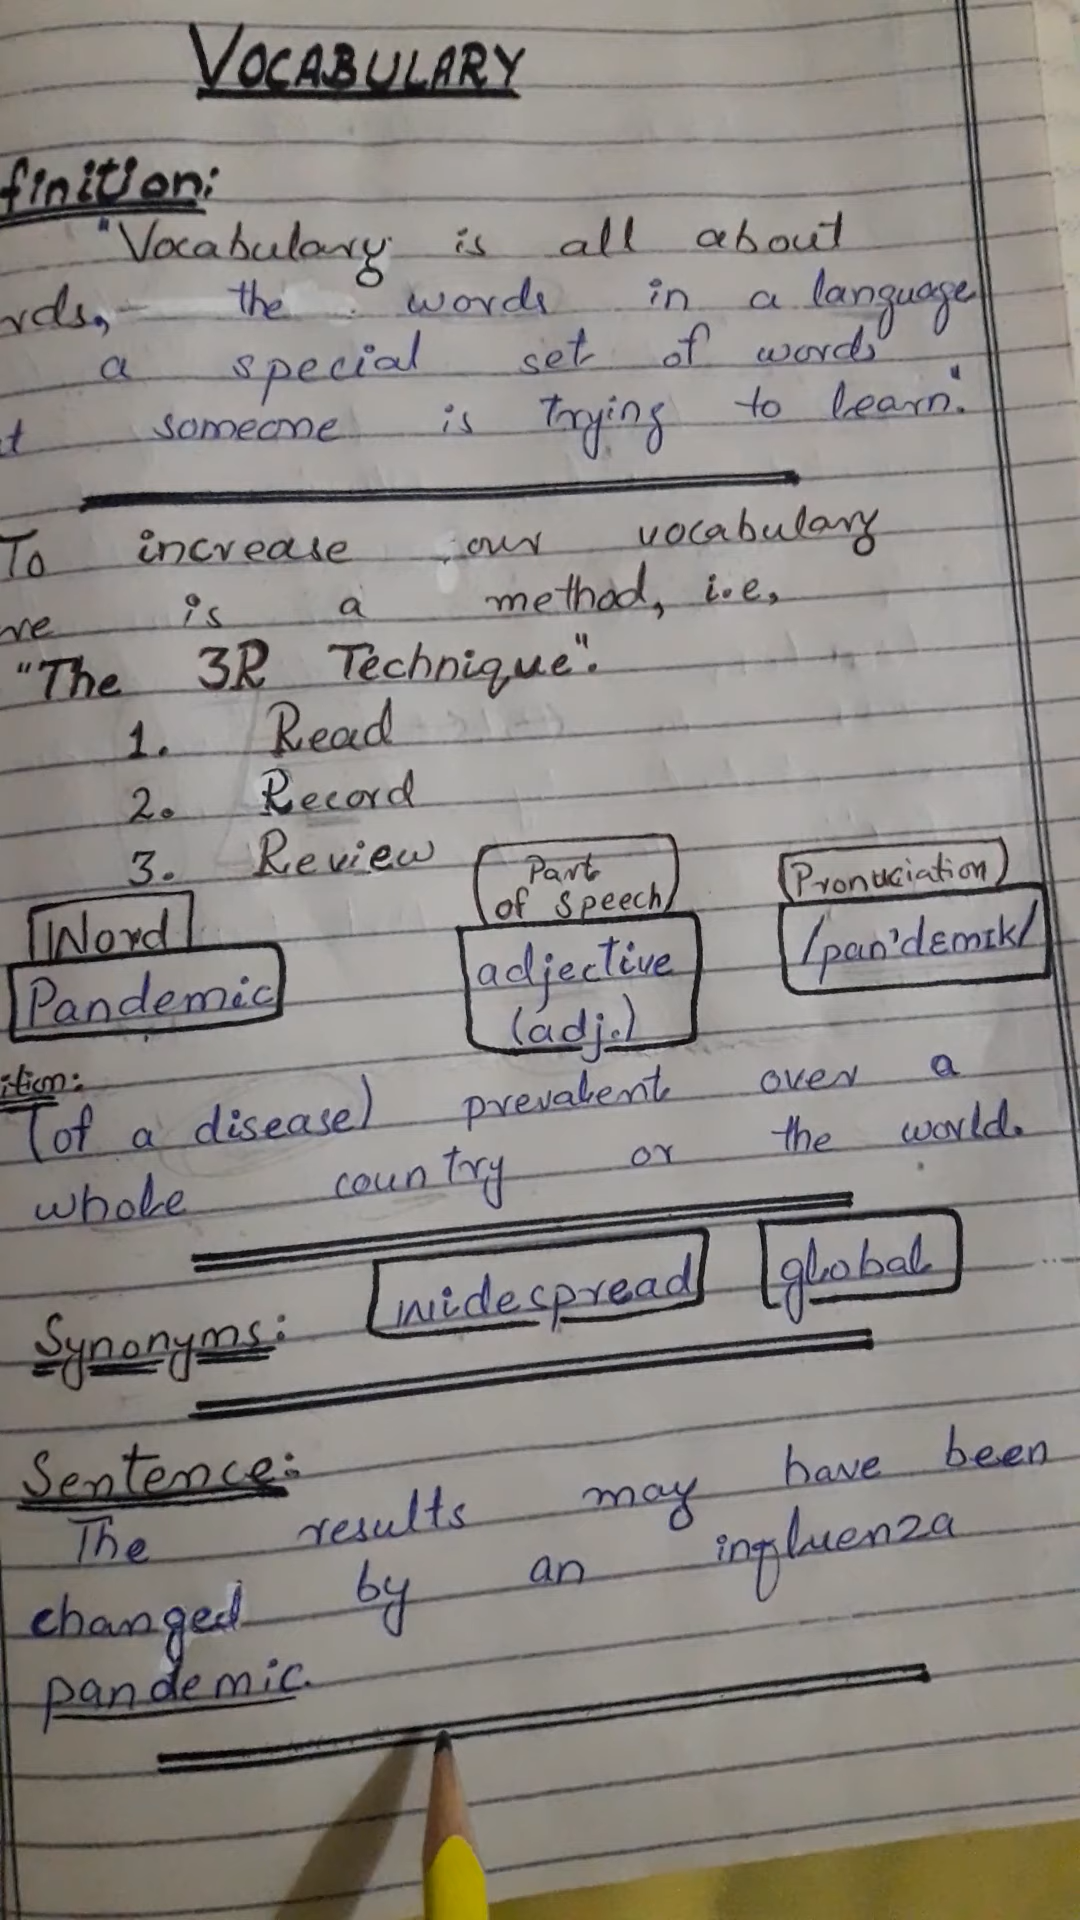 VOCABULARY
finition:
"Vocabulary is all about
rds, the words in a language
a special set of words
t someone is trying to learn."
To increase our vocabulary
re is a method, i.e,
"The 3R Technique".
1. Read
2. Record
3. Review
Part
of speech
Pronuciation
Word
Pandemic
adjective
(adj.)
/pan'dɛmɪk/
ition:
(of a disease) prevalent over a
whole country or the world.
Synonyms: widespread global
Sentence:
The results may have been
changed by an influenza
pandemic.